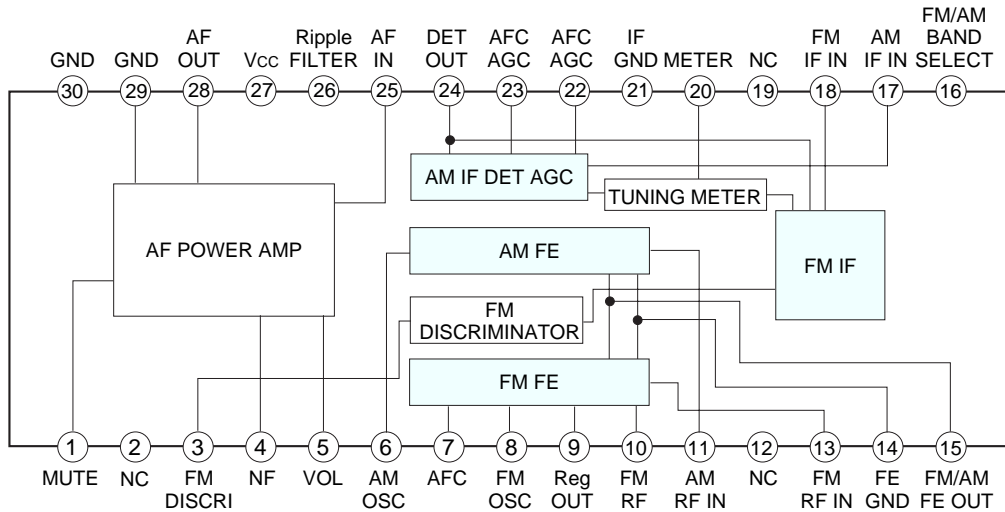 FM/AM
AF Ripple AF DET AFC AFC IF FM AM BAND
GND GND OUT Vcc FILTER IN OUT AGC AGC GND METER NC IF IN IF IN SELECT
30 29 28 27 26 25 24 23 22 21 20 19 18 17 16
AM IF DET AGC
TUNING METER
AF POWER AMP
AM FE
FM IF
FM
DISCRIMINATOR
FM FE
1 2 3 4 5 6 7 8 9 10 11 12 13 14 15
MUTE NC FM NF VOL AM AFC FM Reg FM AM NC FM FE FM/AM
DISCRI OSC OSC OUT RF RF IN RF IN GND FE OUT